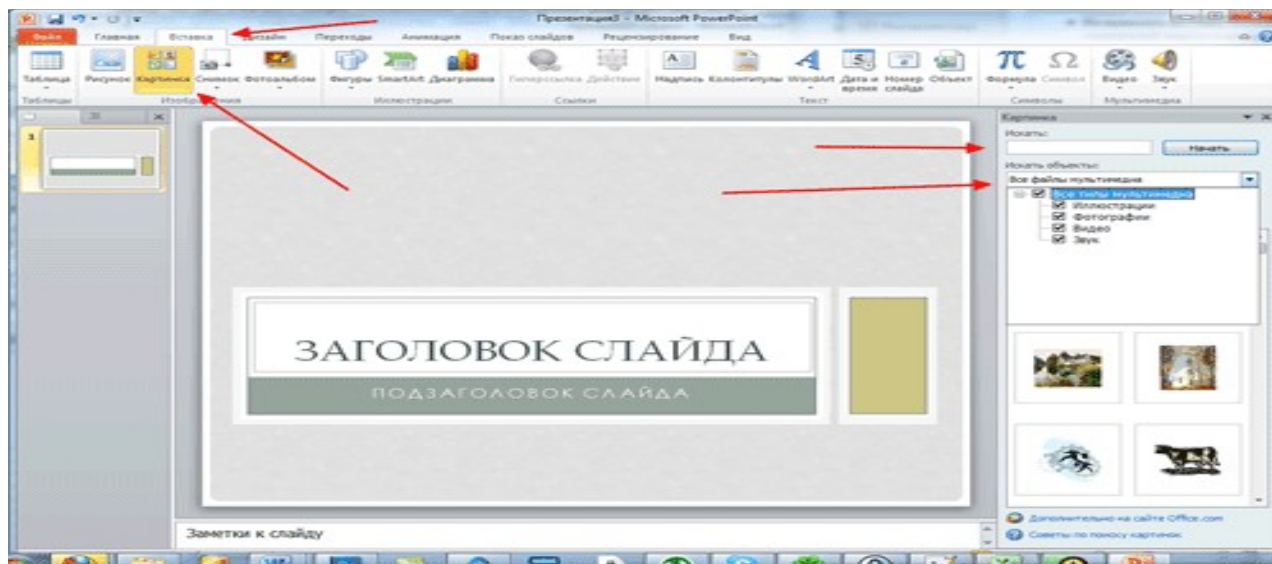 Презентация3 - Microsoft PowerPoint
Файл Главная Вставка Дизайн Переходы Анимация Показ слайдов Рецензирование Вид
Таблица Рисунок Картинка Снимок Фотоальбом Фигуры SmartArt Диаграмма Гиперссылка Действие Надпись Колонтитулы WordArt Дата и время Номер слайда Объект Формула Символ Видео Звук
Таблицы Изображения Иллюстрации Ссылки Текст Символы Мультимедиа
1
Картинка
Искать:
Начать
Искать объекты:
Все файлы мультимедиа
Все типы мультимедиа
Иллюстрации
Фотографии
Видео
Звук
ЗАГОЛОВОК СЛАЙДА
ПОДЗАГОЛОВОК СЛАЙДА
Заметки к слайду
Дополнительно на сайте Office.com
Советы по поиску картинок